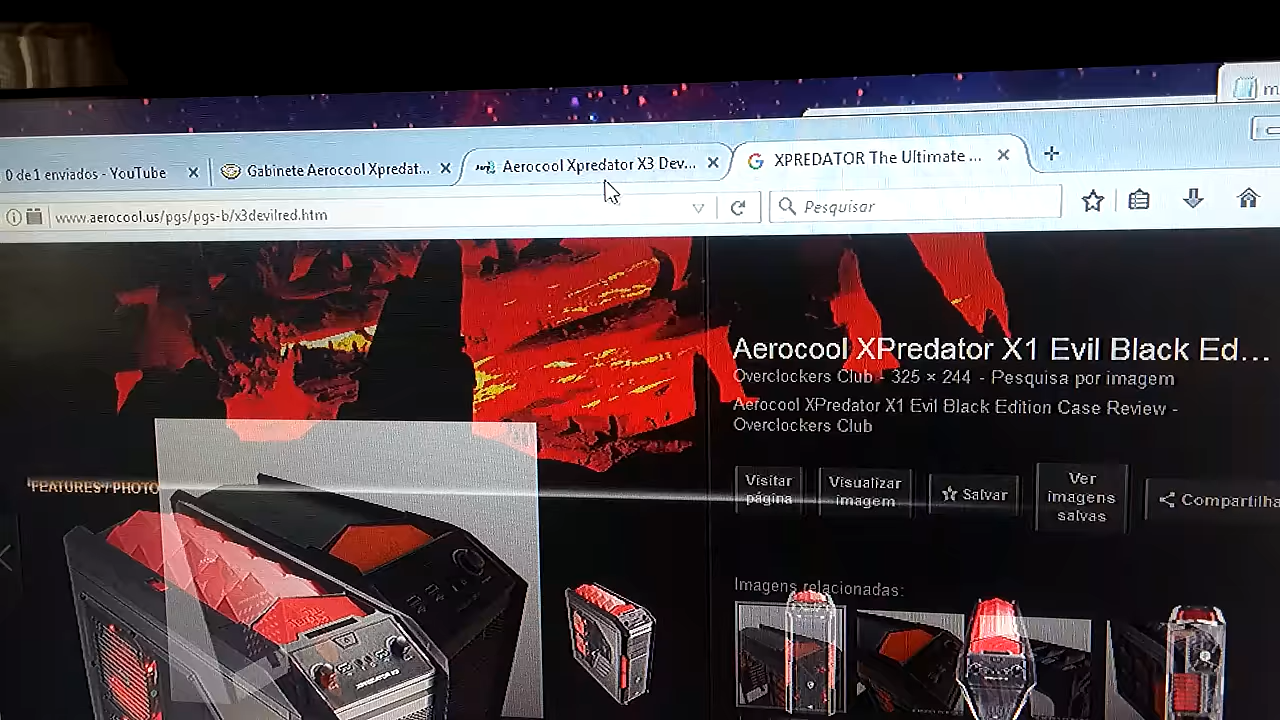 m
0 de 1 enviados - YouTube
Gabinete Aerocool Xpredat...
Aerocool Xpredator X3 Dev...
XPREDATOR The Ultimate ...
www.aerocool.us/pgs/pgs-b/x3devilred.htm
Pesquisar
Aerocool XPredator X1 Evil Black Ed...
Overclockers Club - 325 × 244 - Pesquisa por imagem
Aerocool XPredator X1 Evil Black Edition Case Review -
Overclockers Club
FEATURES / PHOTO
Visitar
página
Visualizar
imagem
Salvar
Ver
imagens
salvas
Compartilha
Imagens relacionadas:
XPREDATOR X3